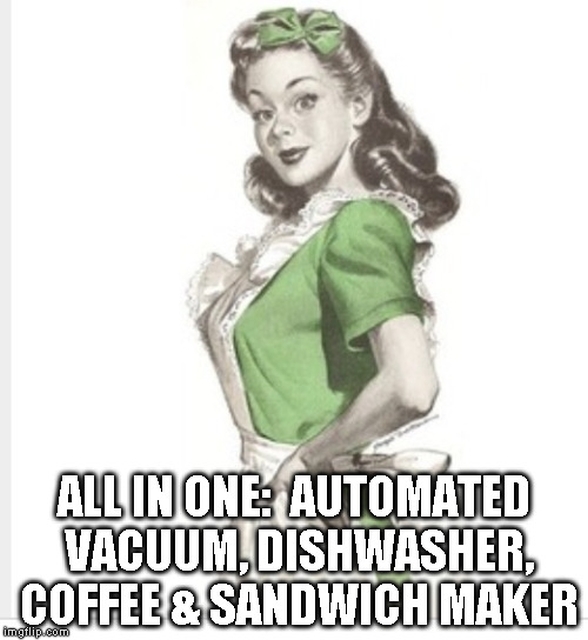 ALL IN ONE:  AUTOMATED
VACUUM, DISHWASHER,
COFFEE & SANDWICH MAKER
imgflip.com